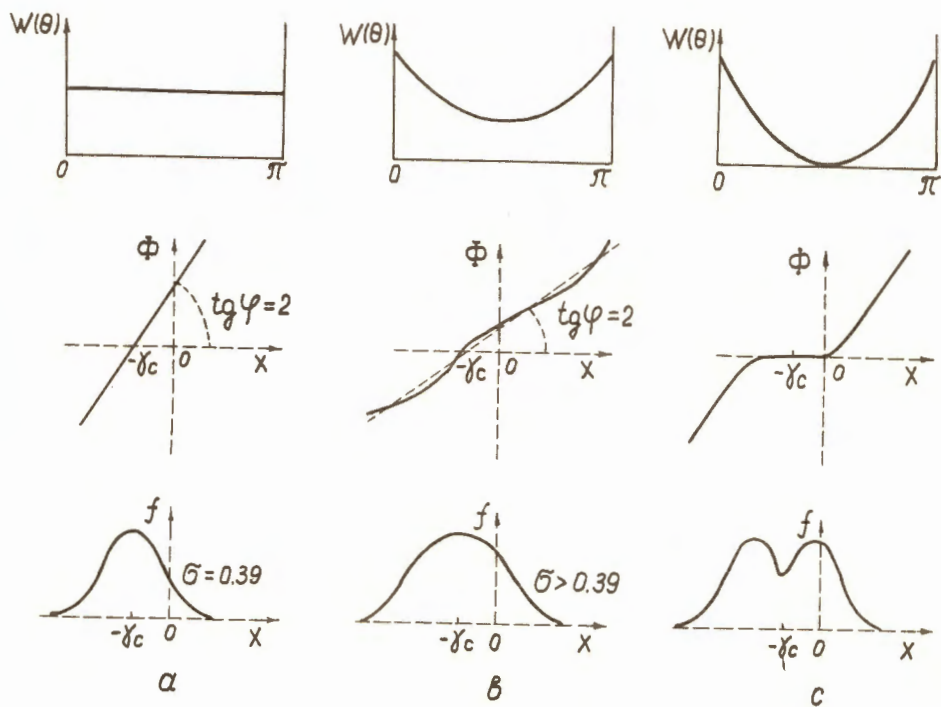 W(θ) W(θ) W(θ)
0 π 0 π 0 π
Φ Φ Φ
tgφ=2 tgφ=2
-γc 0 X -γc 0 X -γc 0 X
f f f
σ=0.39 σ>0.39
-γc 0 X -γc 0 X -γc 0 X
a в c